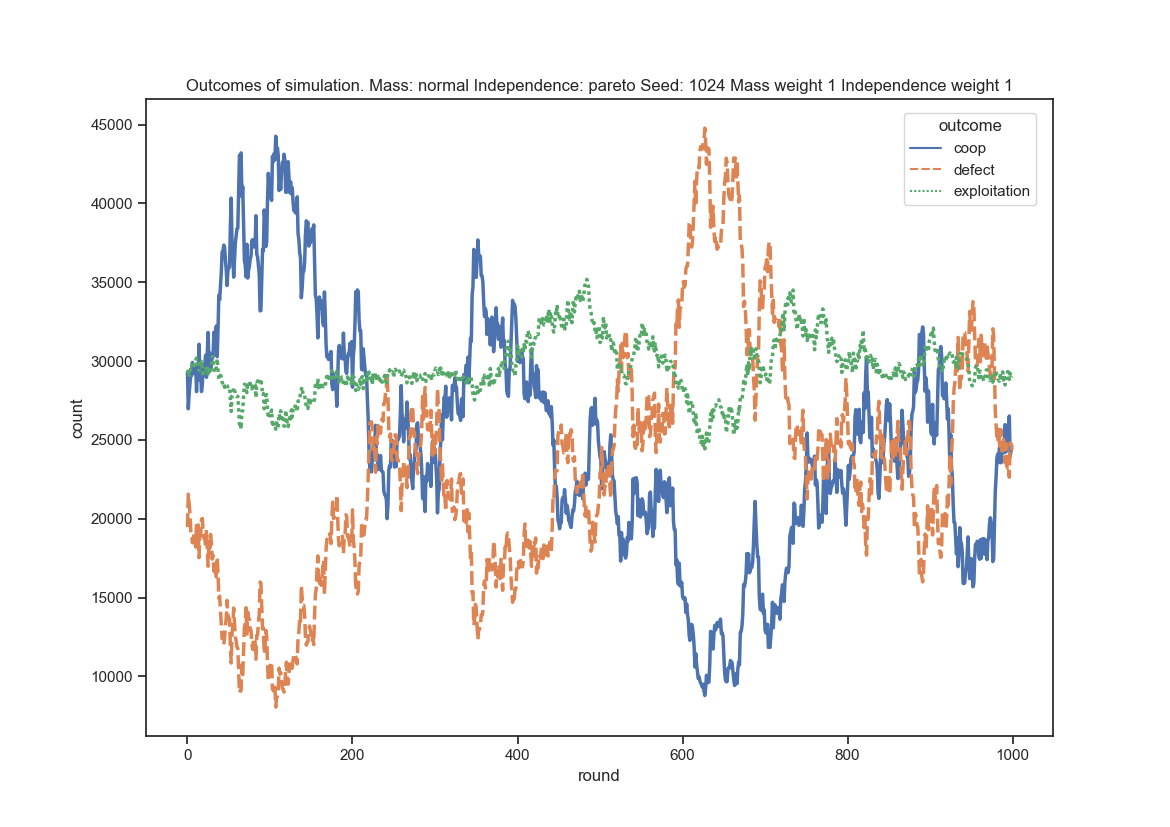 Outcomes of simulation. Mass: normal Independence: pareto Seed: 1024 Mass weight 1 Independence weight 1
outcome
coop
defect
exploitation
45000
40000
35000
30000
25000
20000
15000
10000
count
0 200 400 600 800 1000
round